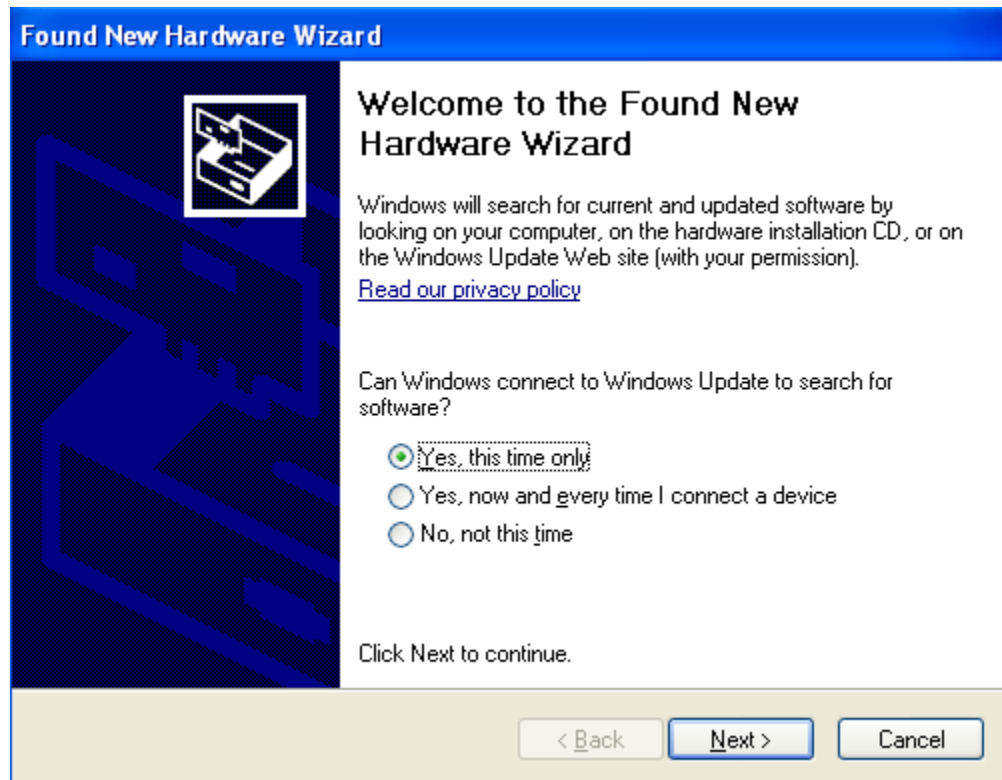 Found New Hardware Wizard
Welcome to the Found New
Hardware Wizard
Windows will search for current and updated software by
looking on your computer, on the hardware installation CD, or on
the Windows Update Web site (with your permission).
Read our privacy policy
Can Windows connect to Windows Update to search for
software?
Yes, this time only
Yes, now and every time I connect a device
No, not this time
Click Next to continue.
< Back Next > Cancel